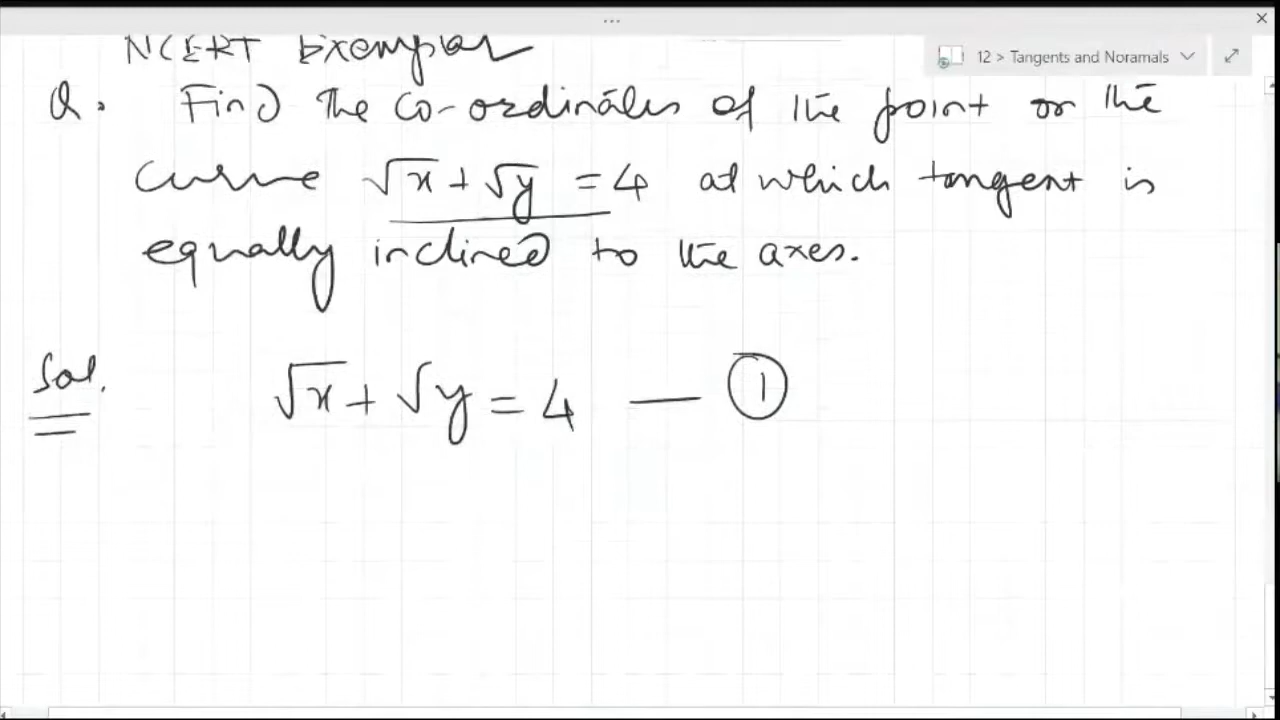 NCERT Exemplar
12 > Tangents and Noramals
Q. Find the co-ordinates of the point on the
curve √x + √y = 4 at which tangent is
equally inclined to the axes.
Sol. √x + √y = 4 — ①